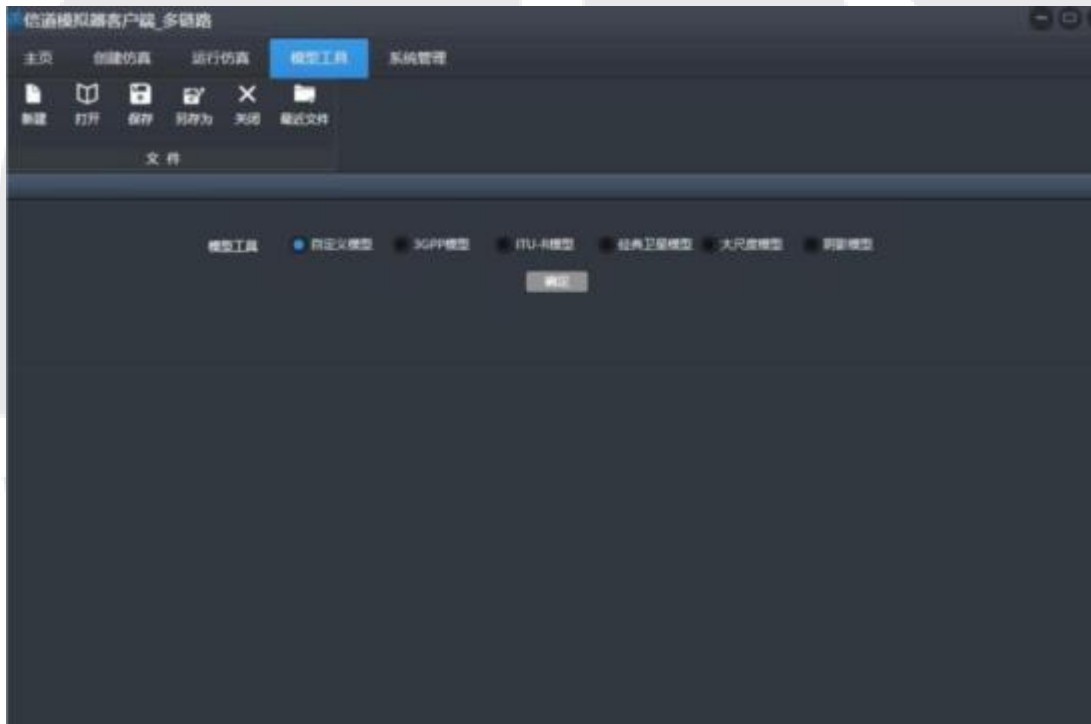 信道模拟器客户端_多链路
主页 创建仿真 运行仿真 模型工具 系统管理
新建 打开 保存 另存为 关闭 最近文件
文 件
模型工具 自定义模型 3GPP模型 ITU-R模型 经典卫星模型 大尺度模型 阴影模型
确定